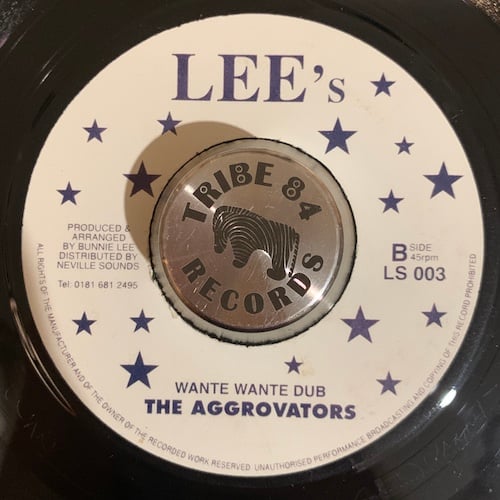 LEE's
TRIBE 84
RECORDS
PRODUCED &
ARRANGED
BY BUNNIE LEE
DISTRIBUTED BY
NEVILLE SOUNDS
Tel: 0181 681 2495
B SIDE
45rpm
LS 003
WANTE WANTE DUB
THE AGGROVATORS
ALL RIGHTS OF THE MANUFACTURER AND OF THE OWNER OF THE RECORDED WORK RESERVED. UNAUTHORISED PERFORMANCE BROADCASTING AND COPYING OF THIS RECORD PROHIBITED